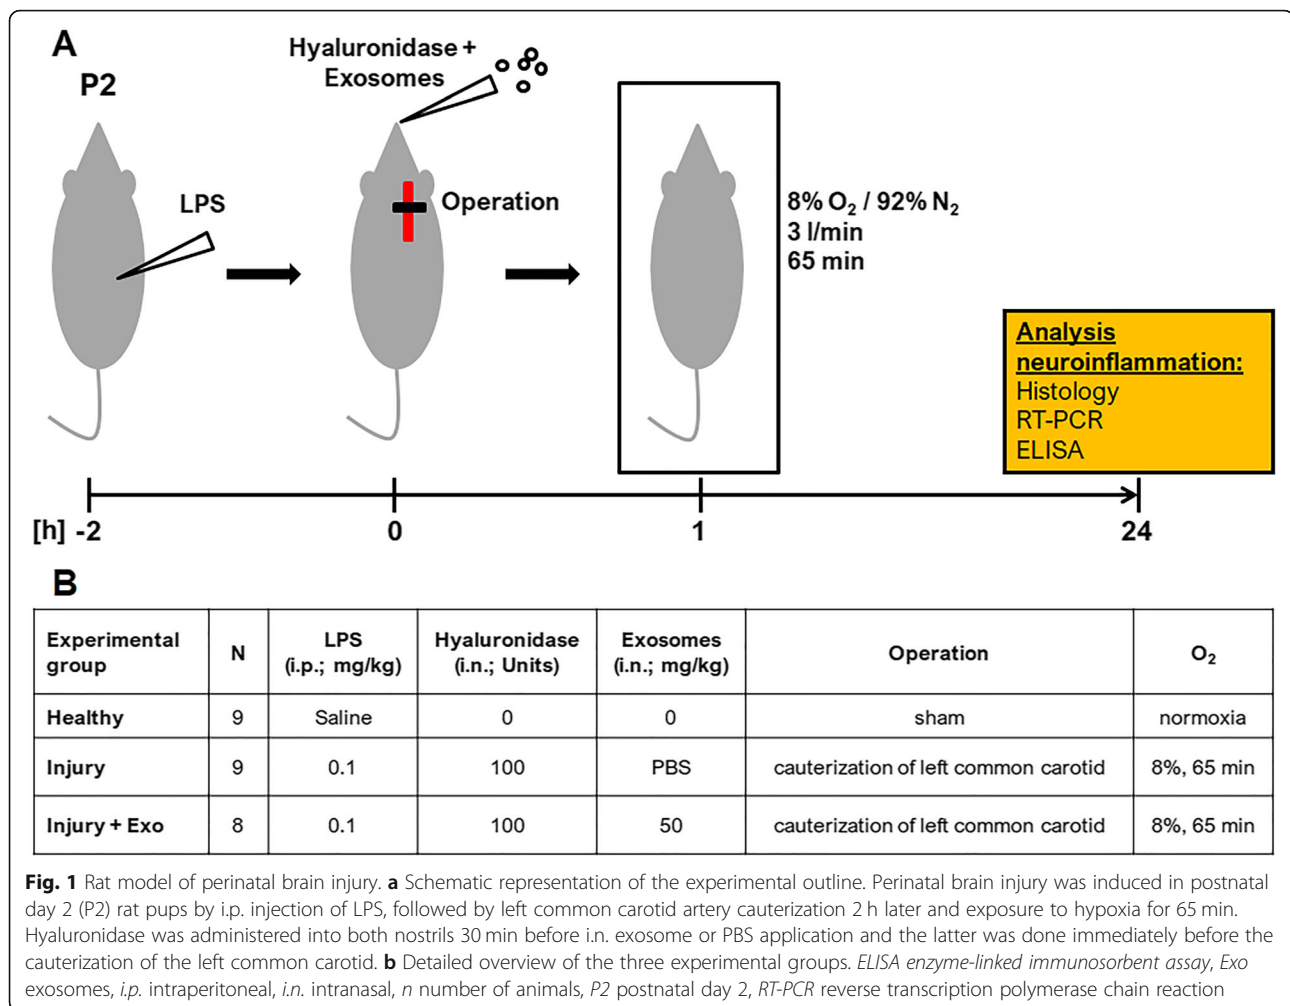 A
P2
Hyaluronidase +
Exosomes
LPS
Operation
8% O₂ / 92% N₂
3 l/min
65 min
Analysis
neuroinflammation:
Histology
RT-PCR
ELISA
[h] -2 0 1 24
B
Experimental group N LPS (i.p.; mg/kg) Hyaluronidase (i.n.; Units) Exosomes (i.n.; mg/kg) Operation O₂
Healthy 9 Saline 0 0 sham normoxia
Injury 9 0.1 100 PBS cauterization of left common carotid 8%, 65 min
Injury + Exo 8 0.1 100 50 cauterization of left common carotid 8%, 65 min
Fig. 1 Rat model of perinatal brain injury. a Schematic representation of the experimental outline. Perinatal brain injury was induced in postnatal
day 2 (P2) rat pups by i.p. injection of LPS, followed by left common carotid artery cauterization 2 h later and exposure to hypoxia for 65 min.
Hyaluronidase was administered into both nostrils 30 min before i.n. exosome or PBS application and the latter was done immediately before the
cauterization of the left common carotid. b Detailed overview of the three experimental groups. ELISA enzyme-linked immunosorbent assay, Exo
exosomes, i.p. intraperitoneal, i.n. intranasal, n number of animals, P2 postnatal day 2, RT-PCR reverse transcription polymerase chain reaction